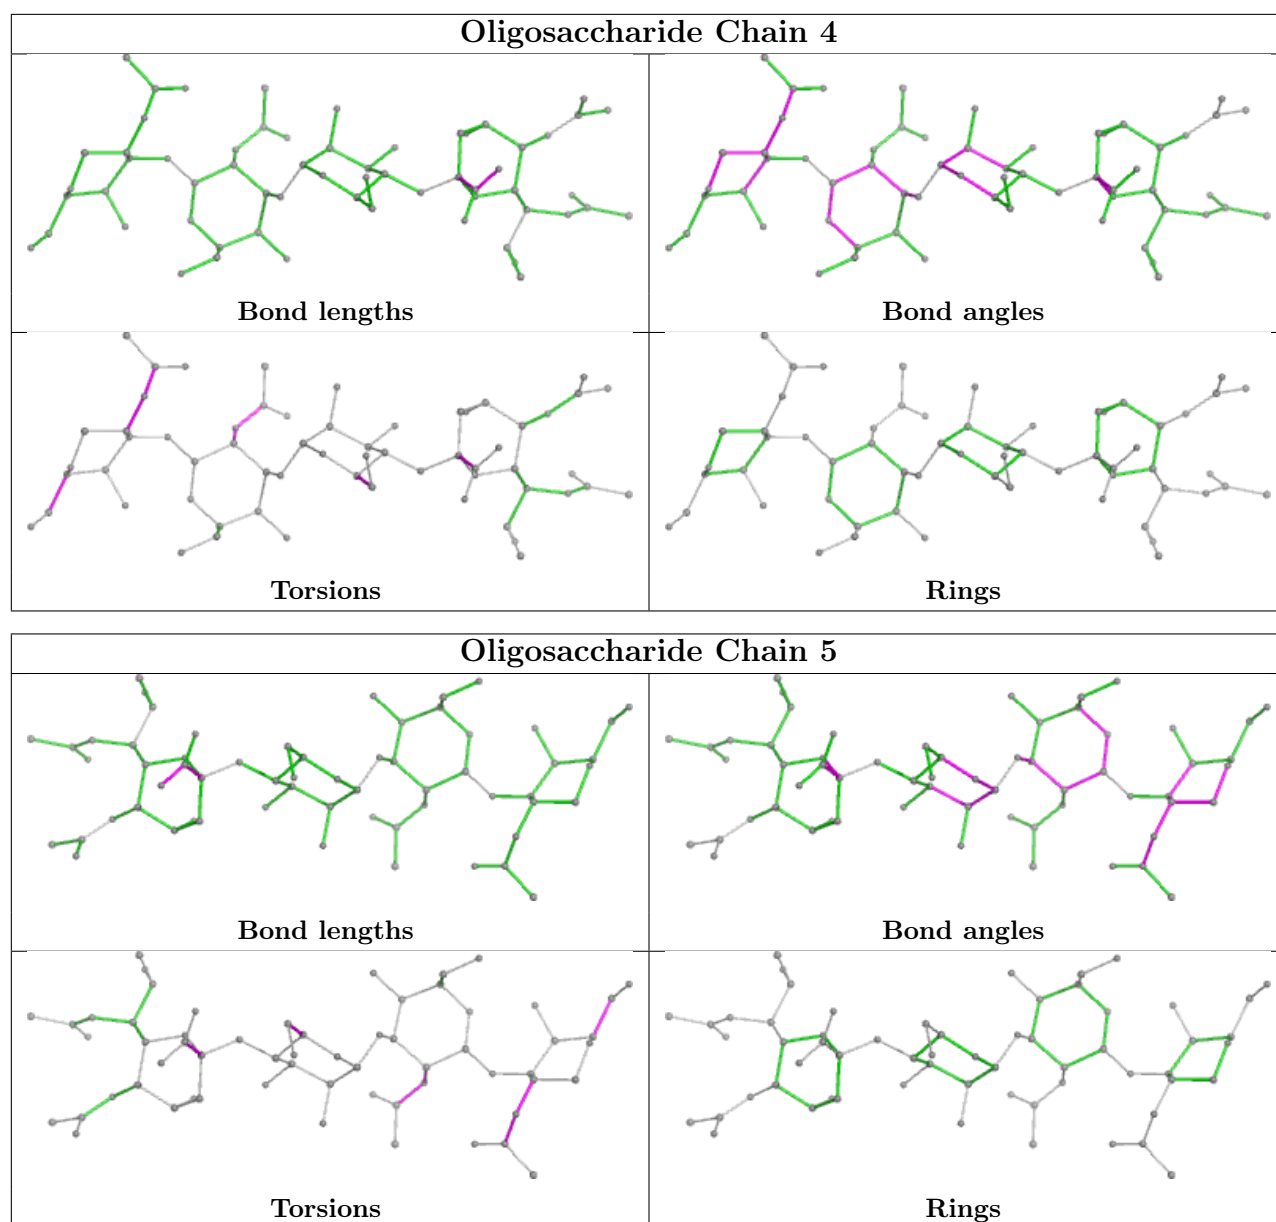 Oligosaccharide Chain 4
Bond lengths
Bond angles
Torsions
Rings
Oligosaccharide Chain 5
Bond lengths
Bond angles
Torsions
Rings